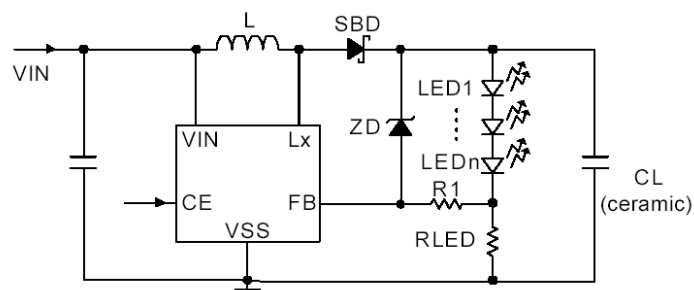 L
SBD
VIN
LED1
VIN
Lx
ZD
LEDn
CE
FB
R1
CL
(ceramic)
VSS
RLED